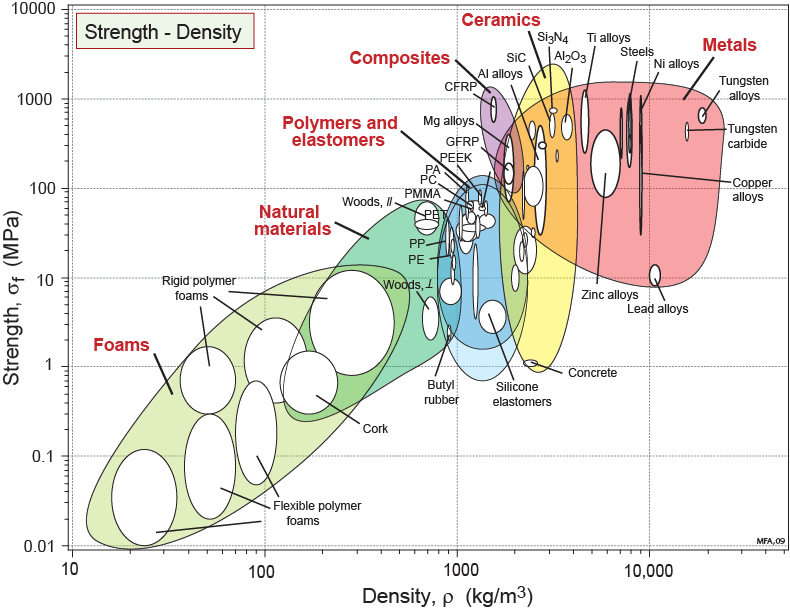 Strength - Density
10000
1000
100
10
1
0.1
0.01
Strength, σf (MPa)
10
100
1000
10,000
Density, ρ (kg/m3)
Ceramics
Si3N4
Ti alloys
SiC
Al2O3
Steels
Metals
Composites
Al alloys
Ni alloys
CFRP
Tungsten
alloys
Polymers and
elastomers
Mg alloys
GFRP
Tungsten
carbide
PEEK
PA
PC
PMMA
Copper
alloys
Woods, //
PET
Natural
materials
PP
PE
Rigid polymer
foams
Woods, ⊥
Zinc alloys
Lead alloys
Foams
Butyl
rubber
Silicone
elastomers
Concrete
Cork
Flexible polymer
foams
MFA,09